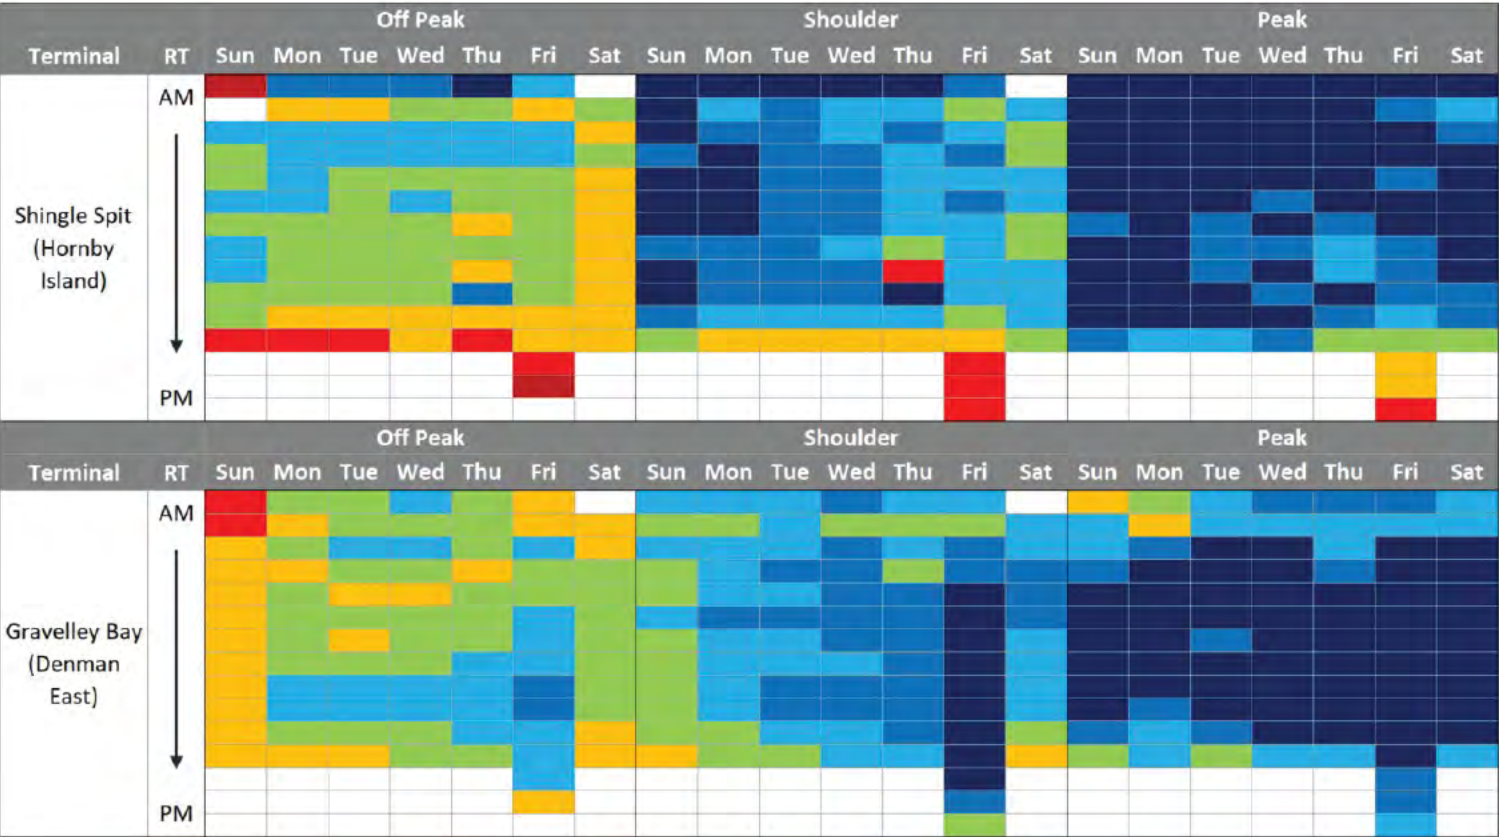 Off Peak Shoulder Peak
Terminal RT Sun Mon Tue Wed Thu Fri Sat Sun Mon Tue Wed Thu Fri Sat Sun Mon Tue Wed Thu Fri Sat
AM
Shingle Spit
(Hornby
Island)
PM
Off Peak Shoulder Peak
Terminal RT Sun Mon Tue Wed Thu Fri Sat Sun Mon Tue Wed Thu Fri Sat Sun Mon Tue Wed Thu Fri Sat
AM
Gravelley Bay
(Denman
East)
PM